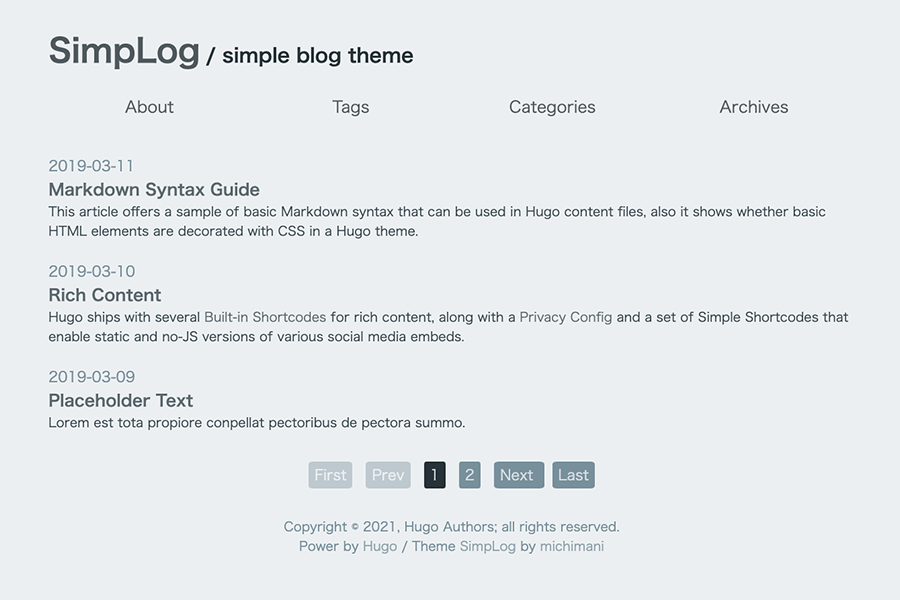 SimpLog / simple blog theme
About Tags Categories Archives
2019-03-11
Markdown Syntax Guide
This article offers a sample of basic Markdown syntax that can be used in Hugo content files, also it shows whether basic
HTML elements are decorated with CSS in a Hugo theme.
2019-03-10
Rich Content
Hugo ships with several Built-in Shortcodes for rich content, along with a Privacy Config and a set of Simple Shortcodes that
enable static and no-JS versions of various social media embeds.
2019-03-09
Placeholder Text
Lorem est tota propiore conpellat pectoribus de pectora summo.
First Prev 1 2 Next Last
Copyright © 2021, Hugo Authors; all rights reserved.
Power by Hugo / Theme SimpLog by michimani